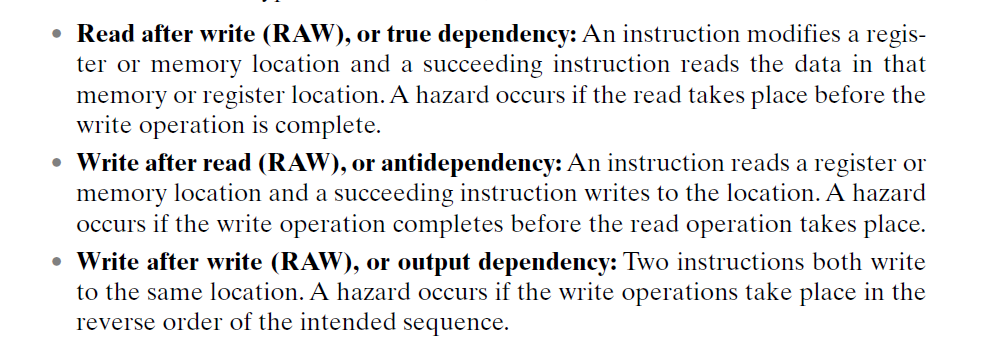 • Read after write (RAW), or true dependency: An instruction modifies a regis-
ter or memory location and a succeeding instruction reads the data in that
memory or register location. A hazard occurs if the read takes place before the
write operation is complete.
• Write after read (RAW), or antidependency: An instruction reads a register or
memory location and a succeeding instruction writes to the location. A hazard
occurs if the write operation completes before the read operation takes place.
• Write after write (RAW), or output dependency: Two instructions both write
to the same location. A hazard occurs if the write operations take place in the
reverse order of the intended sequence.